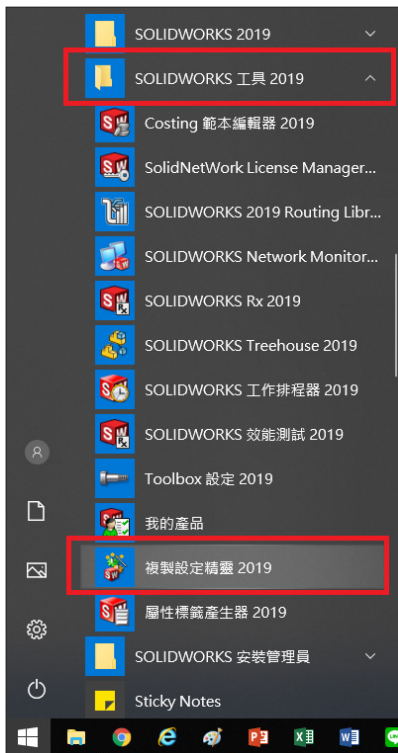 SOLIDWORKS 2019
SOLIDWORKS 工具 2019
Costing 範本編輯器 2019
SolidNetWork License Manager...
SOLIDWORKS 2019 Routing Libr...
SOLIDWORKS Network Monitor...
SOLIDWORKS Rx 2019
SOLIDWORKS Treehouse 2019
SOLIDWORKS 工作排程器 2019
SOLIDWORKS 效能測試 2019
Toolbox 設定 2019
我的產品
複製設定精靈 2019
屬性標籤產生器 2019
SOLIDWORKS 安裝管理員
Sticky Notes